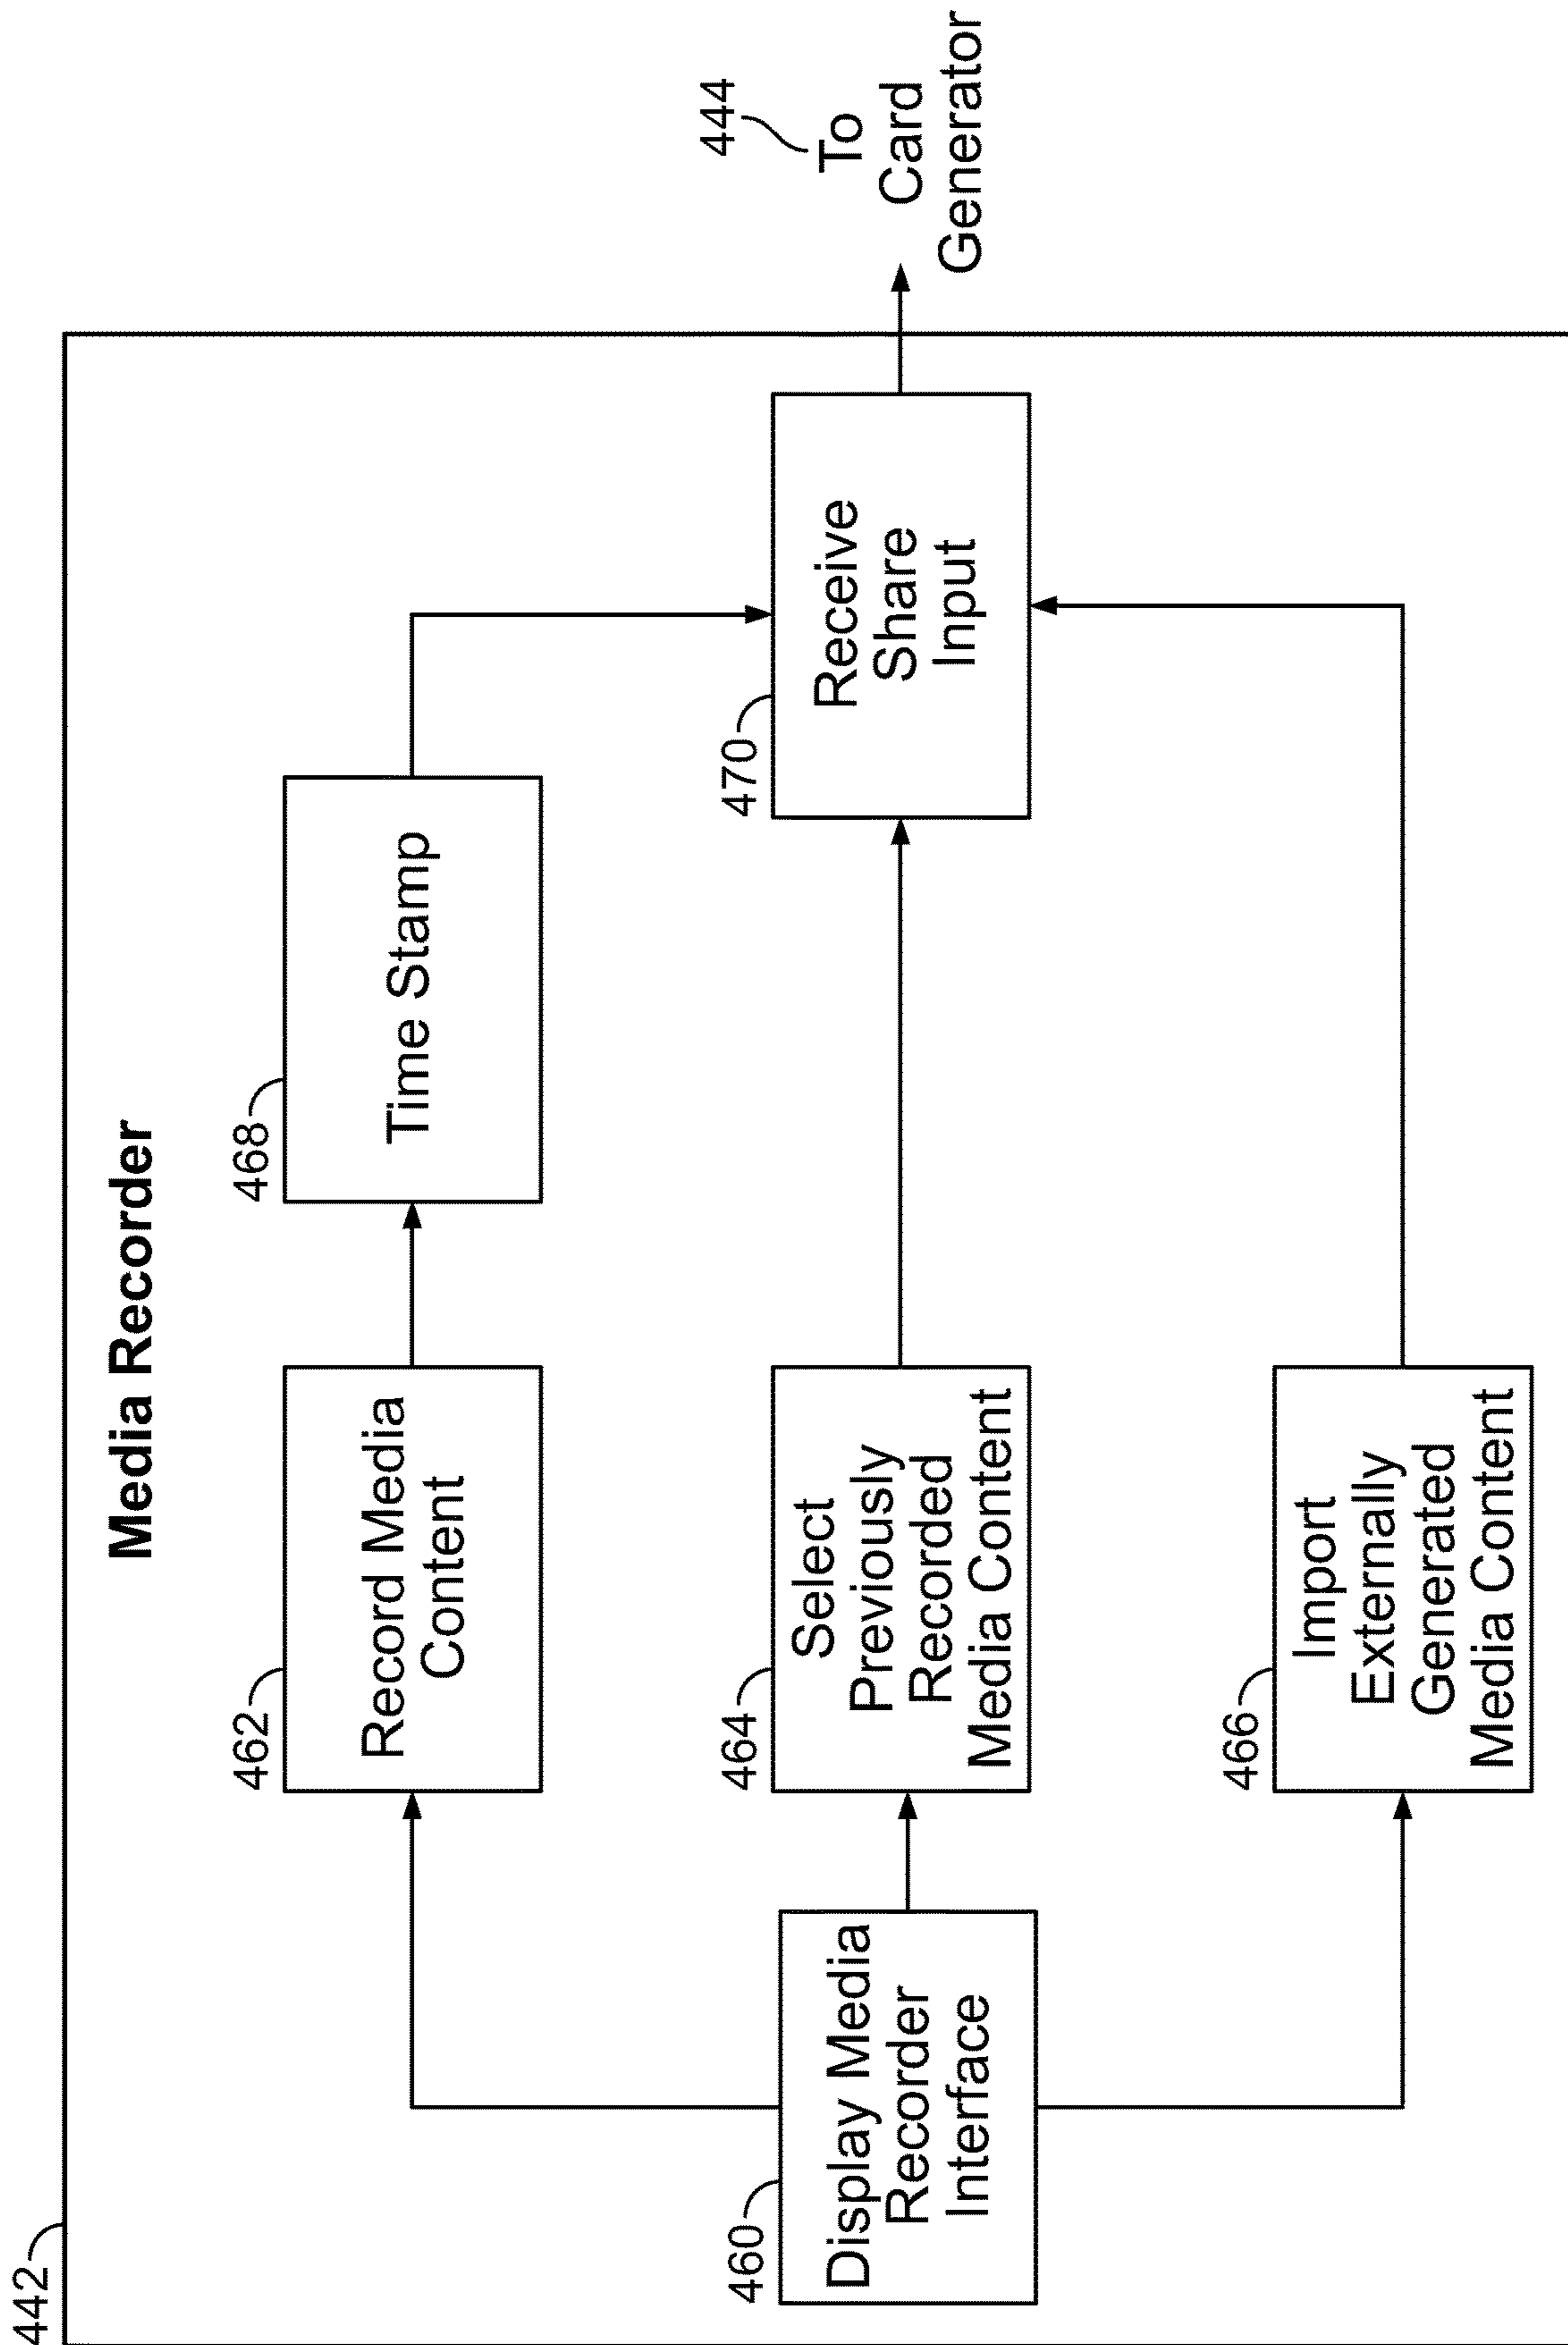 442
Media Recorder
460
Display Media
Recorder
Interface
462
Record Media
Content
468
Time Stamp
464
Select
Previously
Recorded
Media Content
466
Import
Externally
Generated
Media Content
470
Receive
Share
Input
444
To
Card
Generator